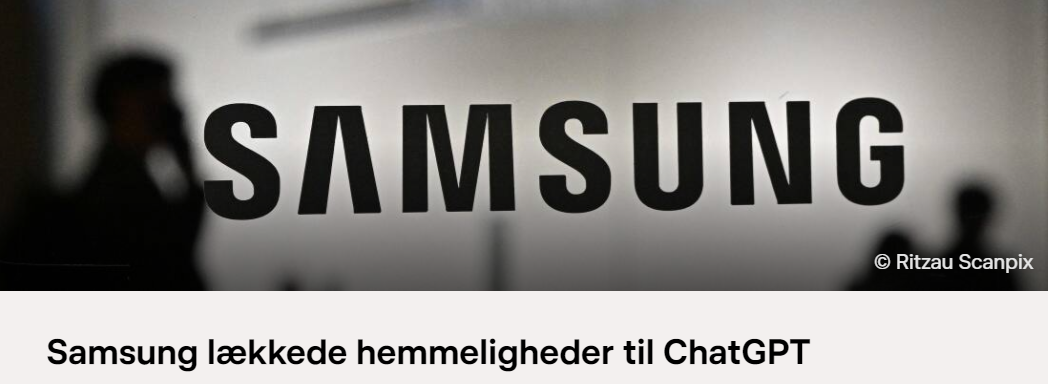 SAMSUNG
© Ritzau Scanpix
Samsung lækkede hemmeligheder til ChatGPT